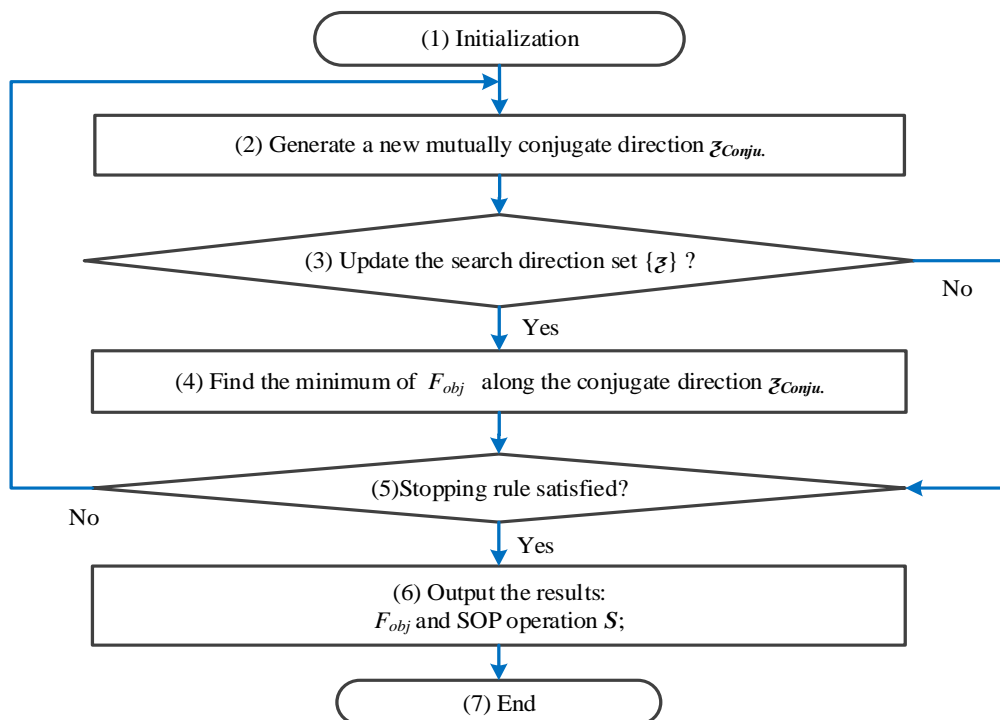 (1) Initialization
(2) Generate a new mutually conjugate direction ƹConju.
(3) Update the search direction set {ƹ} ?
No
Yes
(4) Find the minimum of Fobj along the conjugate direction ƹConju.
(5)Stopping rule satisfied?
No
Yes
(6) Output the results:
Fobj and SOP operation S;
(7) End